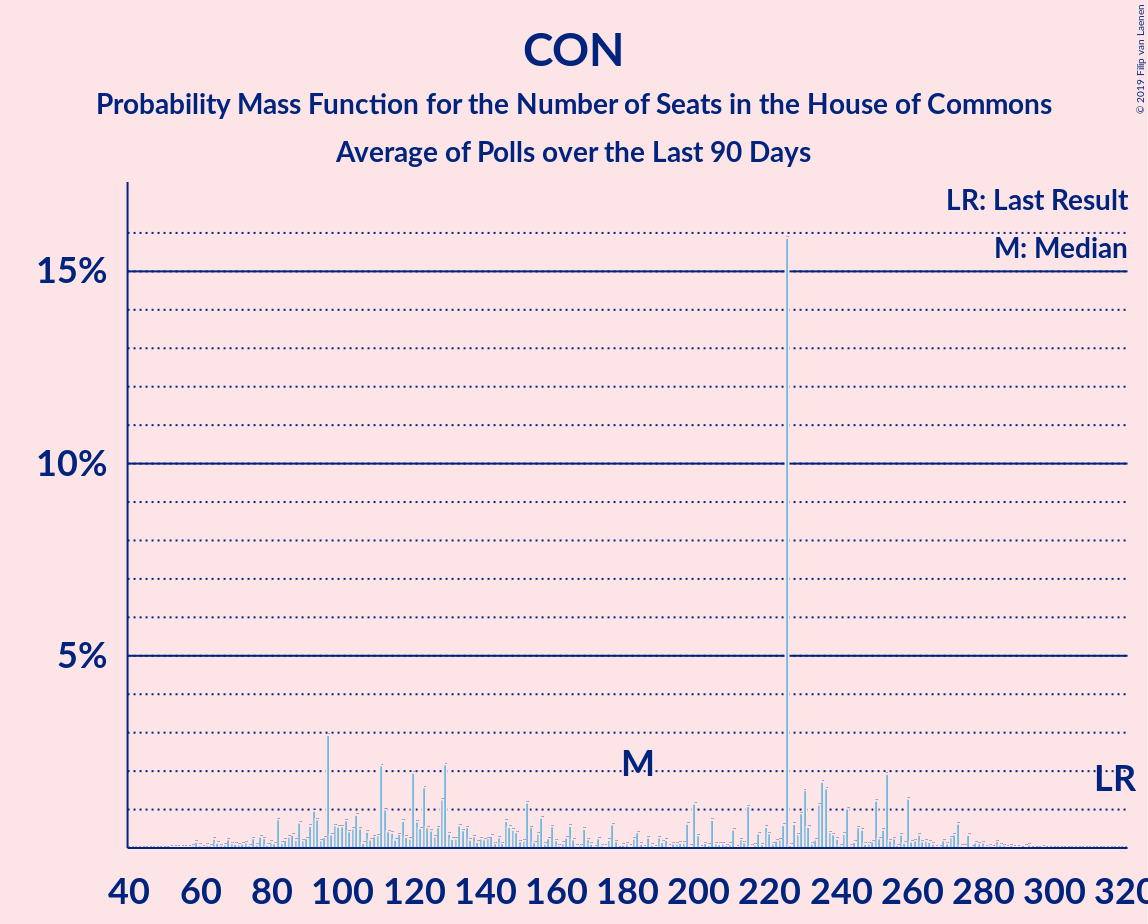 CON
Probability Mass Function for the Number of Seats in the House of Commons
Average of Polls over the Last 90 Days
© 2019 Filip van Laenen
LR: Last Result
M: Median
15%
10%
5%
M
LR
40 60 80 100 120 140 160 180 200 220 240 260 280 300 320